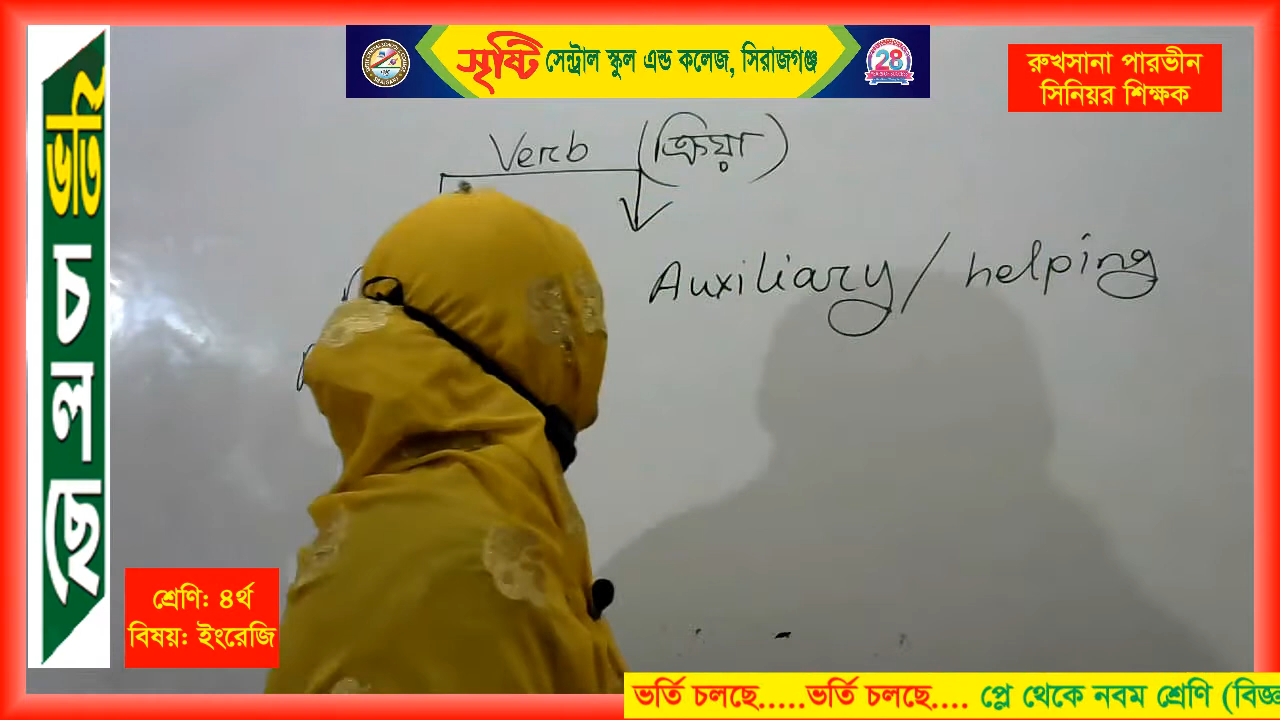 সৃষ্টি সেন্ট্রাল স্কুল এন্ড কলেজ, সিরাজগঞ্জ
28
রুখসানা পারভীন
সিনিয়র শিক্ষক
ভর্তি চলছে
Verb (ক্রিয়া)
Auxiliary / helping
শ্রেণি: ৪র্থ
বিষয়: ইংরেজি
ভর্তি চলছে.....ভর্তি চলছে.... প্লে থেকে নবম শ্রেণি (বিজ্ঞ